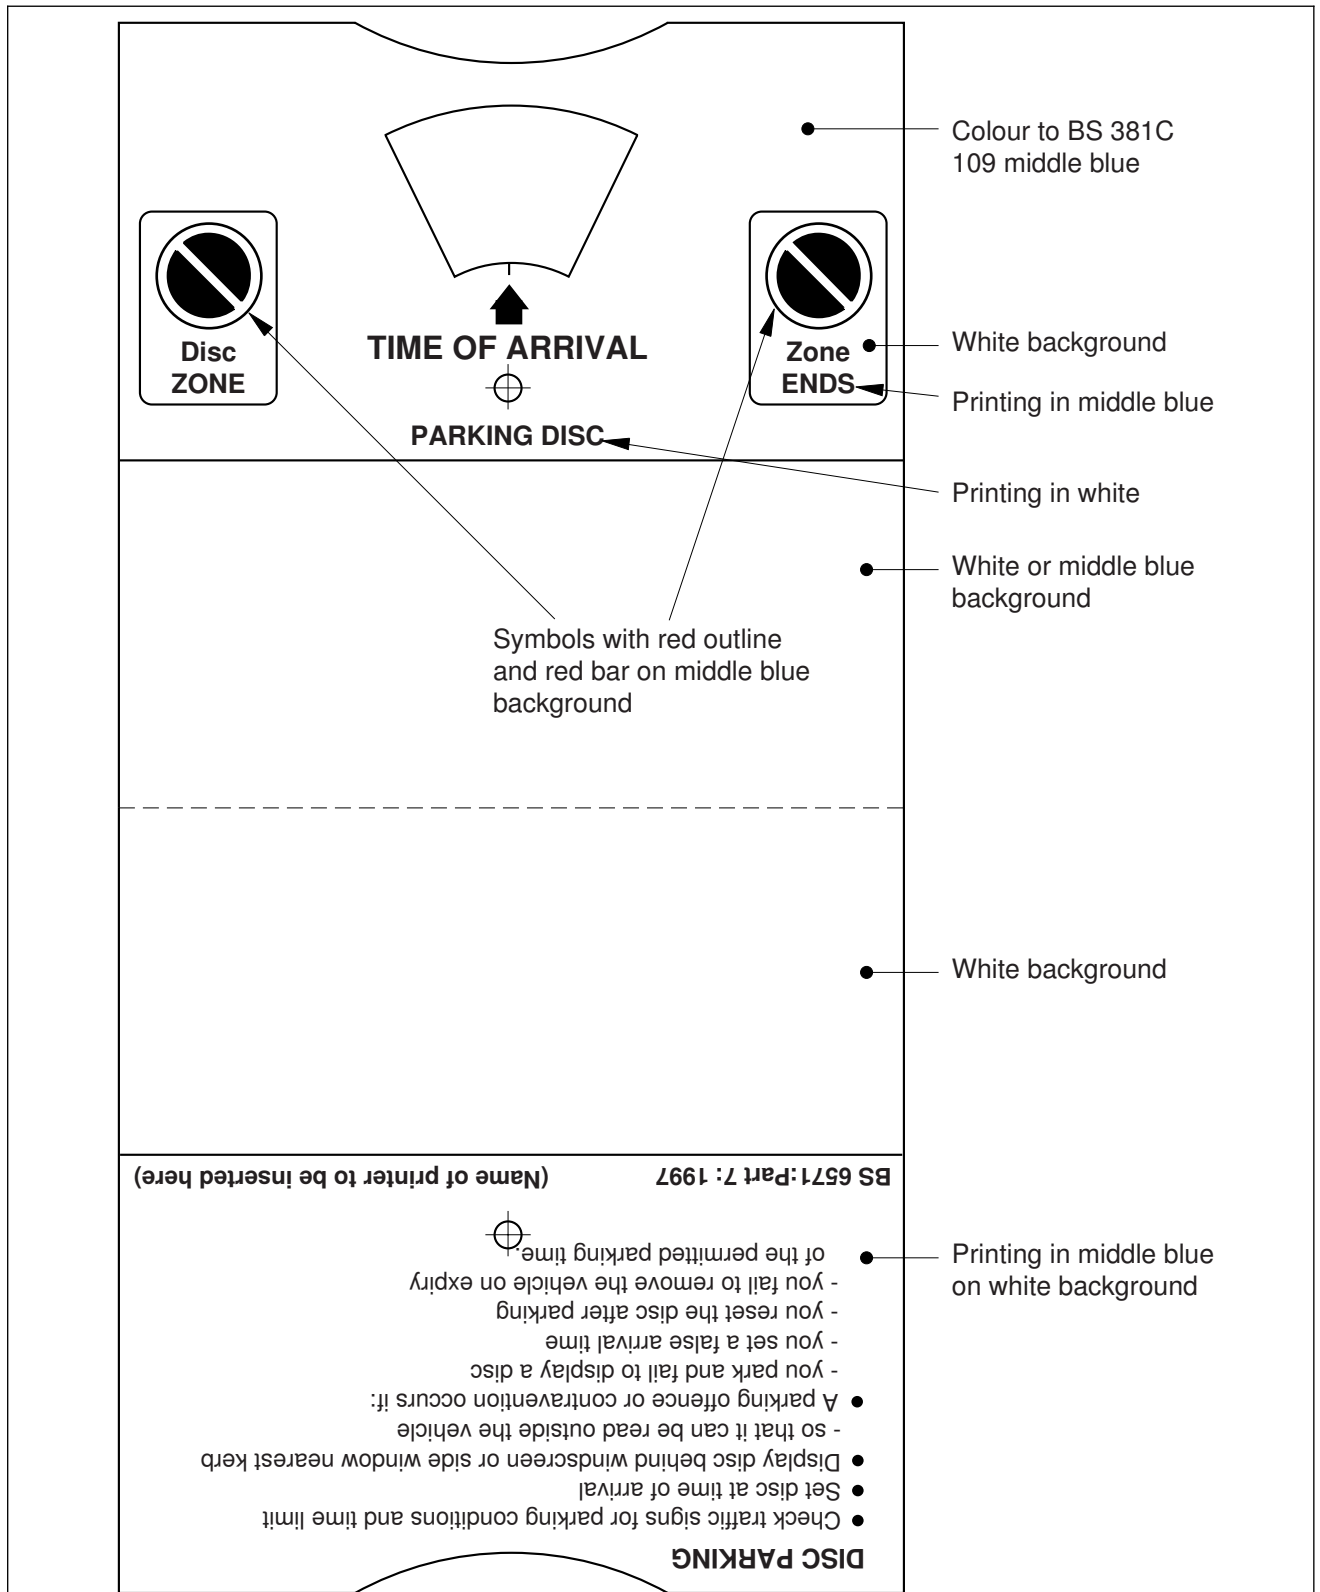 Colour to BS 381C
109 middle blue
Disc
ZONE
TIME OF ARRIVAL
PARKING DISC
Zone
ENDS
White background
Printing in middle blue
Printing in white
White or middle blue
background
Symbols with red outline
and red bar on middle blue
background
White background
Printing in middle blue
on white background
DISC PARKING
● Check traffic signs for parking conditions and time limit
● Set disc at time of arrival
● Display disc behind windscreen or side window nearest kerb
- so that it can be read outside the vehicle
● A parking offence or contravention occurs if:
- you park and fail to display a disc
- you set a false arrival time
- you reset the disc after parking
- you fail to remove the vehicle on expiry
of the permitted parking time.
BS 6571:Part 7: 1997 (Name of printer to be inserted here)